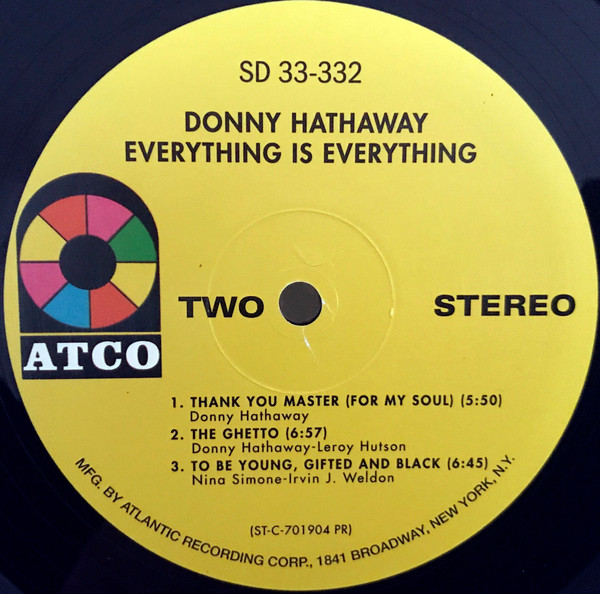 SD 33-332
DONNY HATHAWAY
EVERYTHING IS EVERYTHING
ATCO
TWO
STEREO
1. THANK YOU MASTER (FOR MY SOUL) (5:50)
Donny Hathaway
2. THE GHETTO (6:57)
Donny Hathaway-Leroy Hutson
3. TO BE YOUNG, GIFTED AND BLACK (6:45)
Nina Simone-Irvin J. Weldon
(ST-C-701904 PR)
MFG. BY ATLANTIC RECORDING CORP., 1841 BROADWAY, NEW YORK, N.Y.